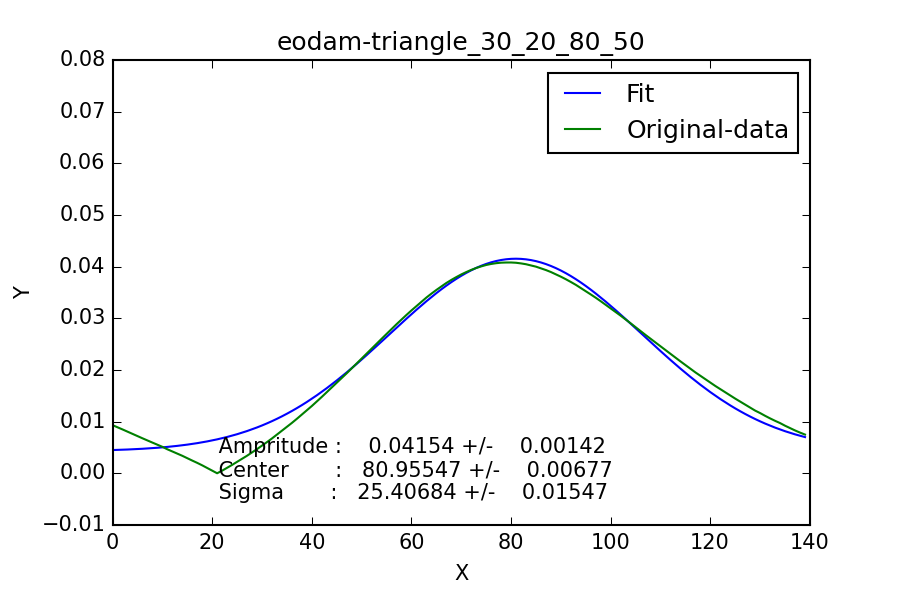 eodam-triangle_30_20_80_50
0.08
0.07
0.06
0.05
0.04
0.03
0.02
0.01
0.00
−0.01
Y
Fit
Original-data
Ampritude : 0.04154 +/- 0.00142
Center : 80.95547 +/- 0.00677
Sigma : 25.40684 +/- 0.01547
0 20 40 60 80 100 120 140
X